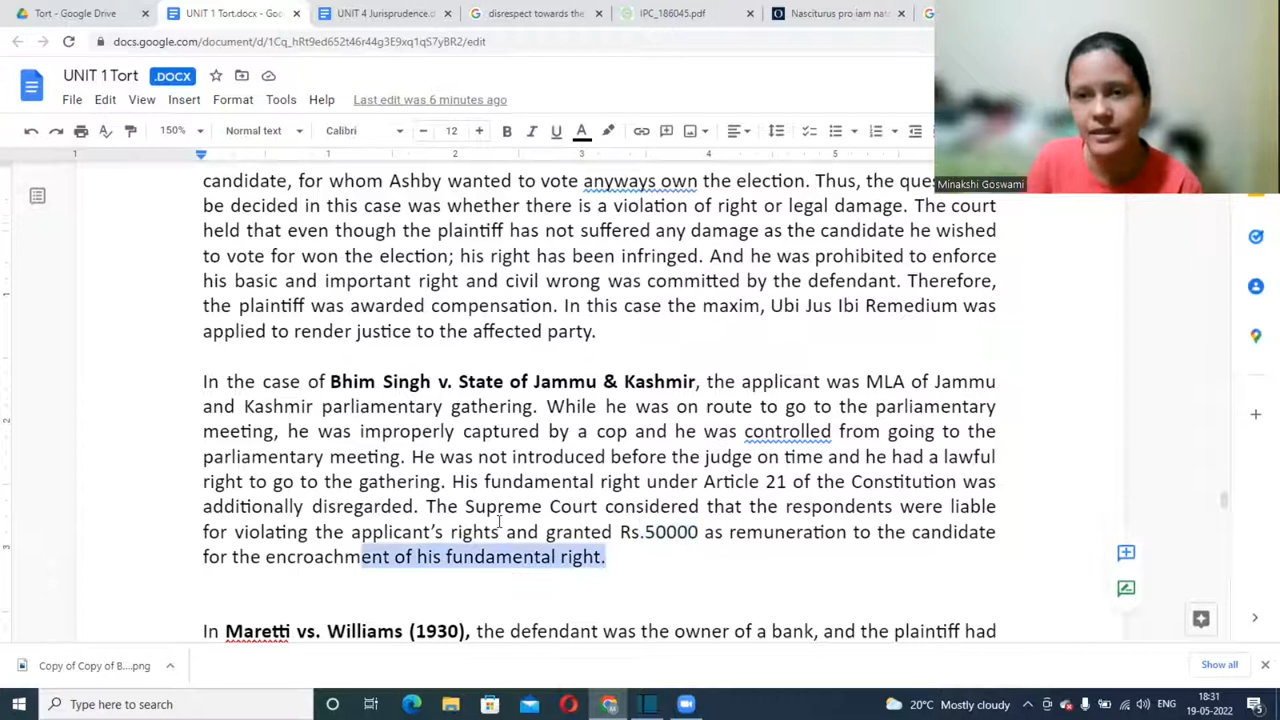 Tort - Google Drive
UNIT 1 Tort.docx - Goo
UNIT 4 Jurisprudence.d
disrespect towards the
IPC_186045.pdf
Nasciturus pro iam nat
docs.google.com/document/d/1Cq_hRt9ed652t46r44g3E9xq1qS7yBR2/edit
UNIT 1 Tort .DOCX
File Edit View Insert Format Tools Help Last edit was 6 minutes ago
150% Normal text Calibri 12 B I U A
1 1 2 3 4 5
Minakshi Goswami
candidate, for whom Ashby wanted to vote anyways own the election. Thus, the que
be decided in this case was whether there is a violation of right or legal damage. The court
held that even though the plaintiff has not suffered any damage as the candidate he wished
to vote for won the election; his right has been infringed. And he was prohibited to enforce
his basic and important right and civil wrong was committed by the defendant. Therefore,
the plaintiff was awarded compensation. In this case the maxim, Ubi Jus Ibi Remedium was
applied to render justice to the affected party.
In the case of Bhim Singh v. State of Jammu & Kashmir, the applicant was MLA of Jammu
and Kashmir parliamentary gathering. While he was on route to go to the parliamentary
meeting, he was improperly captured by a cop and he was controlled from going to the
parliamentary meeting. He was not introduced before the judge on time and he had a lawful
right to go to the gathering. His fundamental right under Article 21 of the Constitution was
additionally disregarded. The Supreme Court considered that the respondents were liable
for violating the applicant's rights and granted Rs.50000 as remuneration to the candidate
for the encroachment of his fundamental right.
In Maretti vs. Williams (1930), the defendant was the owner of a bank, and the plaintiff had
Copy of Copy of B....png
Show all
Type here to search
20°C Mostly cloudy
ENG
18:31
19-05-2022